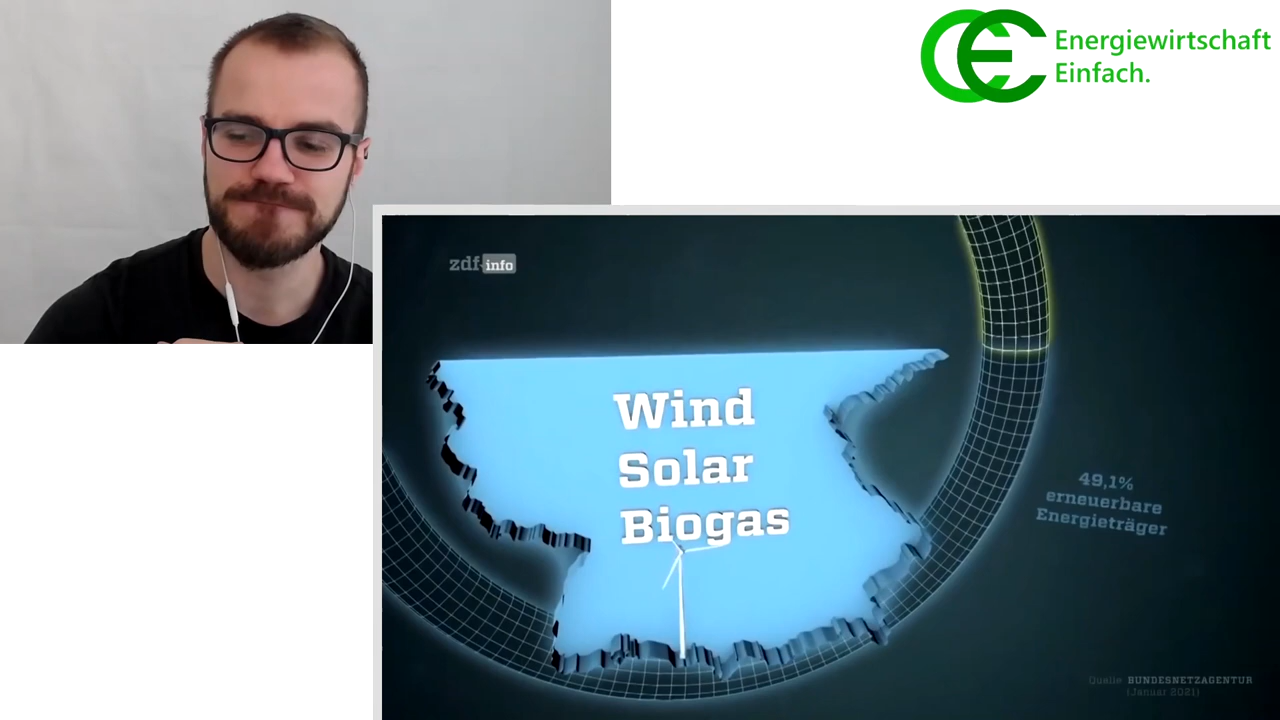 Energiewirtschaft
Einfach.
zdf info
Wind
Solar
Biogas
49,1%
erneuerbare
Energieträger
Quelle BUNDESNETZAGENTUR
(Januar 2021)